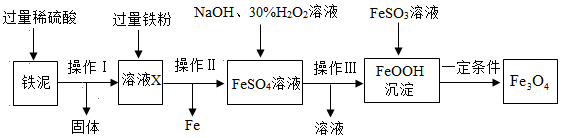 过量稀硫酸
过量铁粉
NaOH、30%H₂O₂溶液
FeSO₃溶液
铁泥
操作Ⅰ
固体
溶液X
操作Ⅱ
Fe
FeSO₄溶液
操作Ⅲ
溶液
FeOOH
沉淀
一定条件
Fe₃O₄